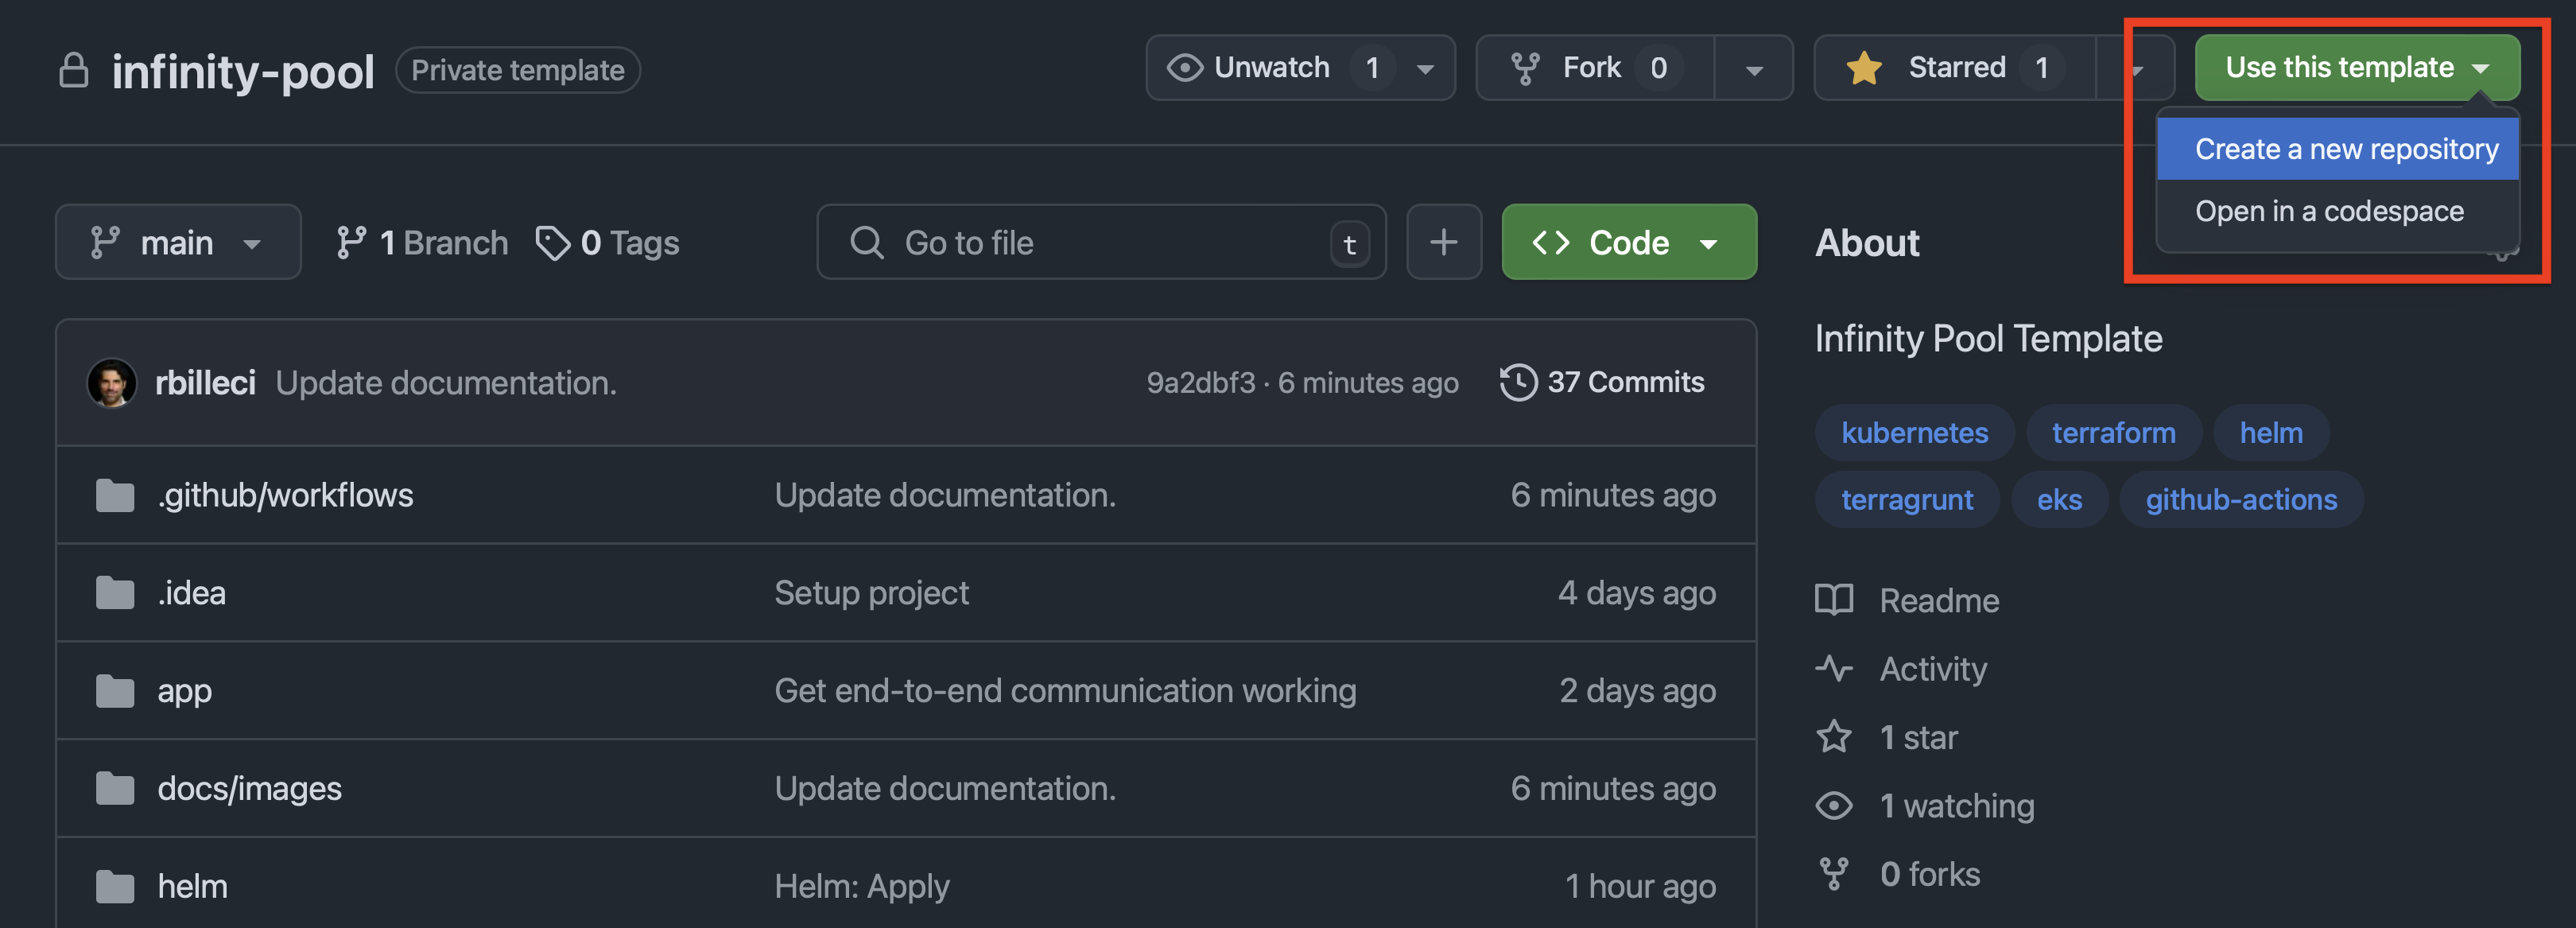 infinity-pool Private template Unwatch 1 Fork 0 Starred 1 Use this template
Create a new repository
Open in a codespace
main 1 Branch 0 Tags Go to file t + Code
About
Infinity Pool Template
kubernetes terraform helm
terragrunt eks github-actions
Readme
Activity
1 star
1 watching
0 forks
rbilleci Update documentation. 9a2dbf3 · 6 minutes ago 37 Commits
.github/workflows Update documentation. 6 minutes ago
.idea Setup project 4 days ago
app Get end-to-end communication working 2 days ago
docs/images Update documentation. 6 minutes ago
helm Helm: Apply 1 hour ago